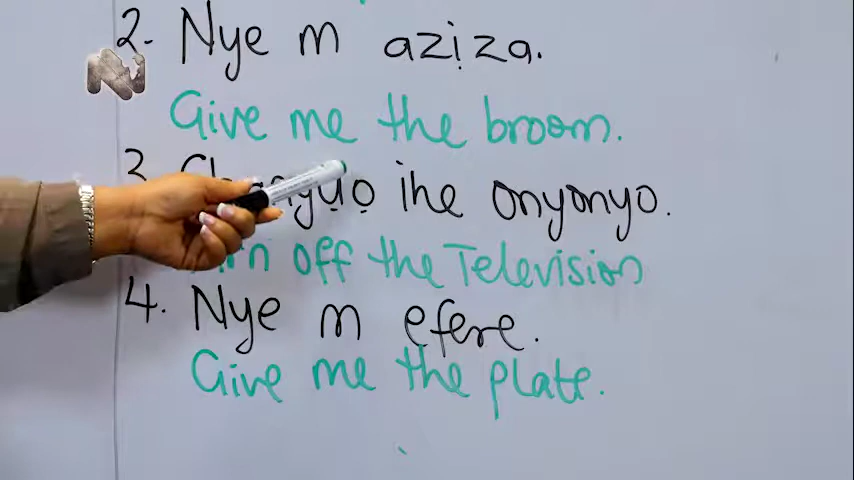 2. Nye m azịza.
Give me the broom.
3. ihe onyonyo.
off the Television
4. Nye m efere.
Give me the plate.